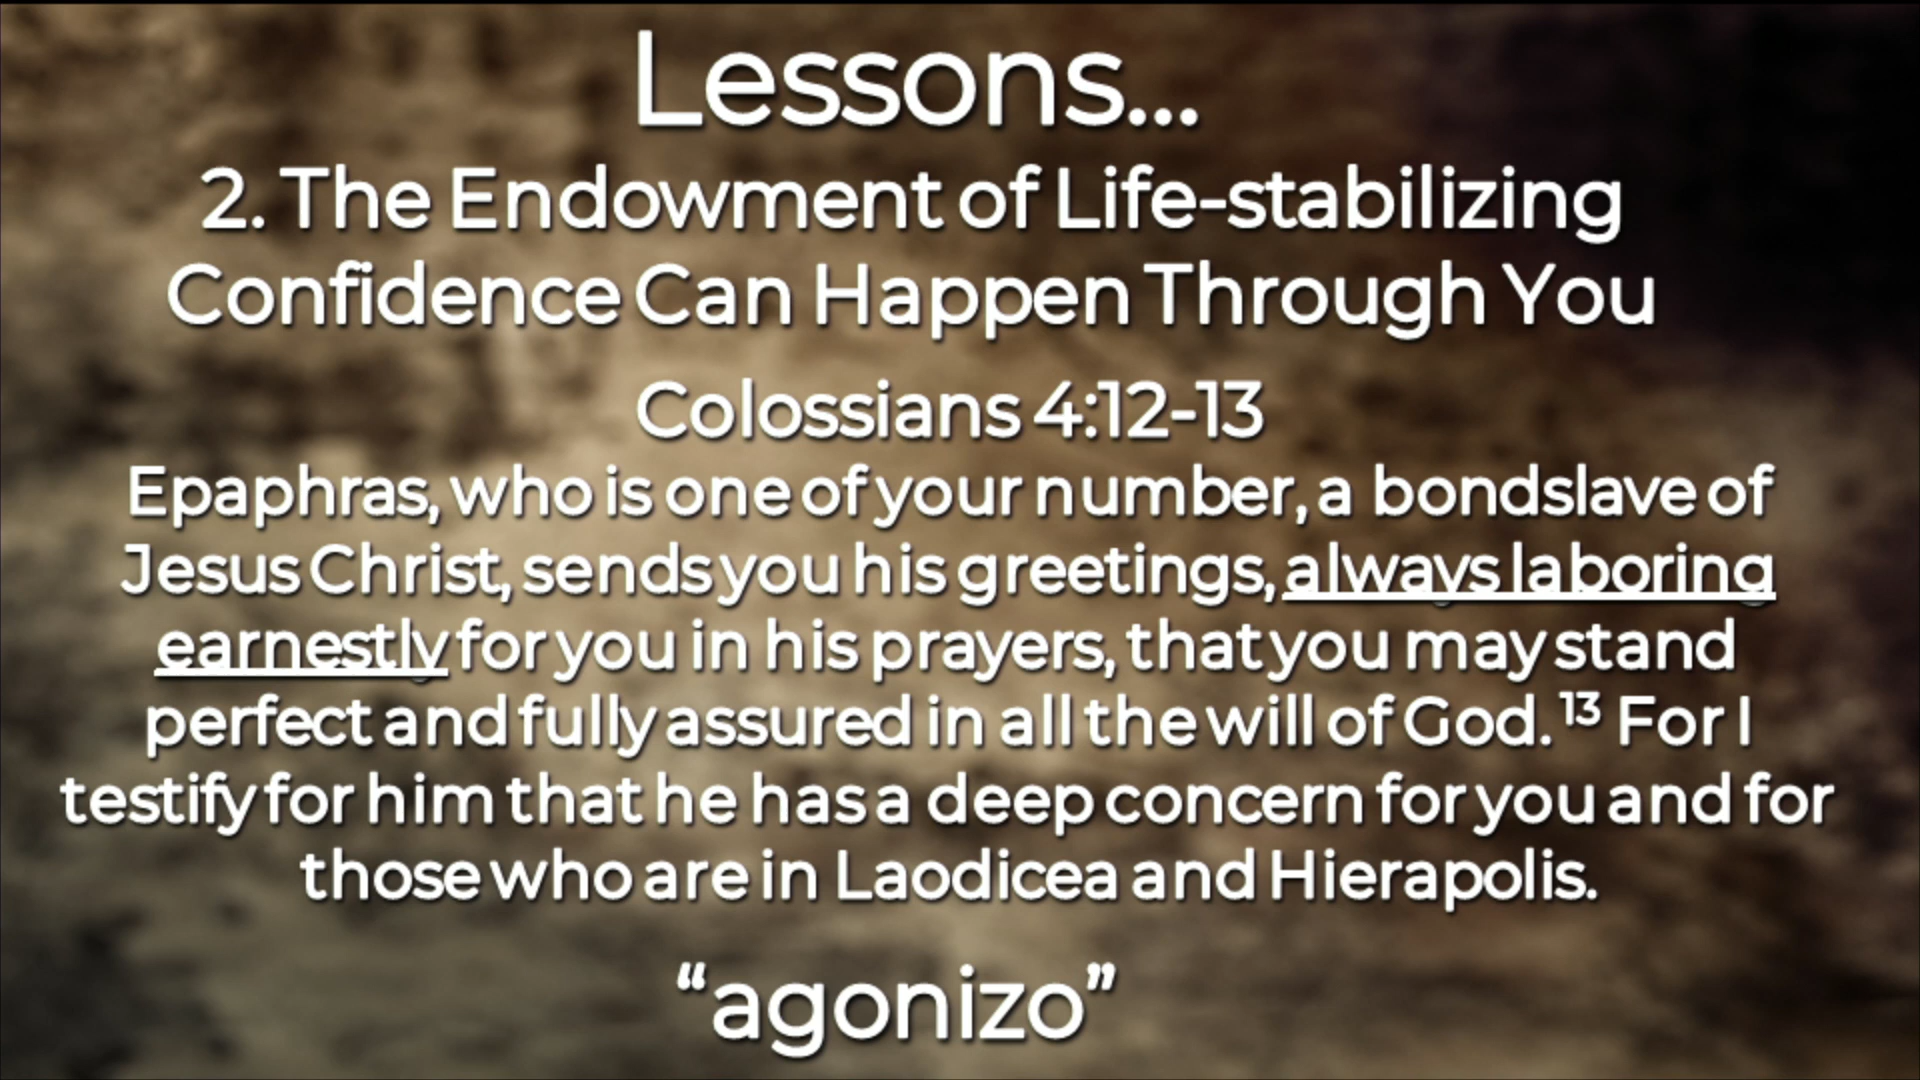 Lessons...
2. The Endowment of Life-stabilizing
Confidence Can Happen Through You
Colossians 4:12-13
Epaphras, who is one of your number, a bondslave of
Jesus Christ, sends you his greetings, always laboring
earnestly for you in his prayers, that you may stand
perfect and fully assured in all the will of God. ¹³ For I
testify for him that he has a deep concern for you and for
those who are in Laodicea and Hierapolis.
“agonizo”